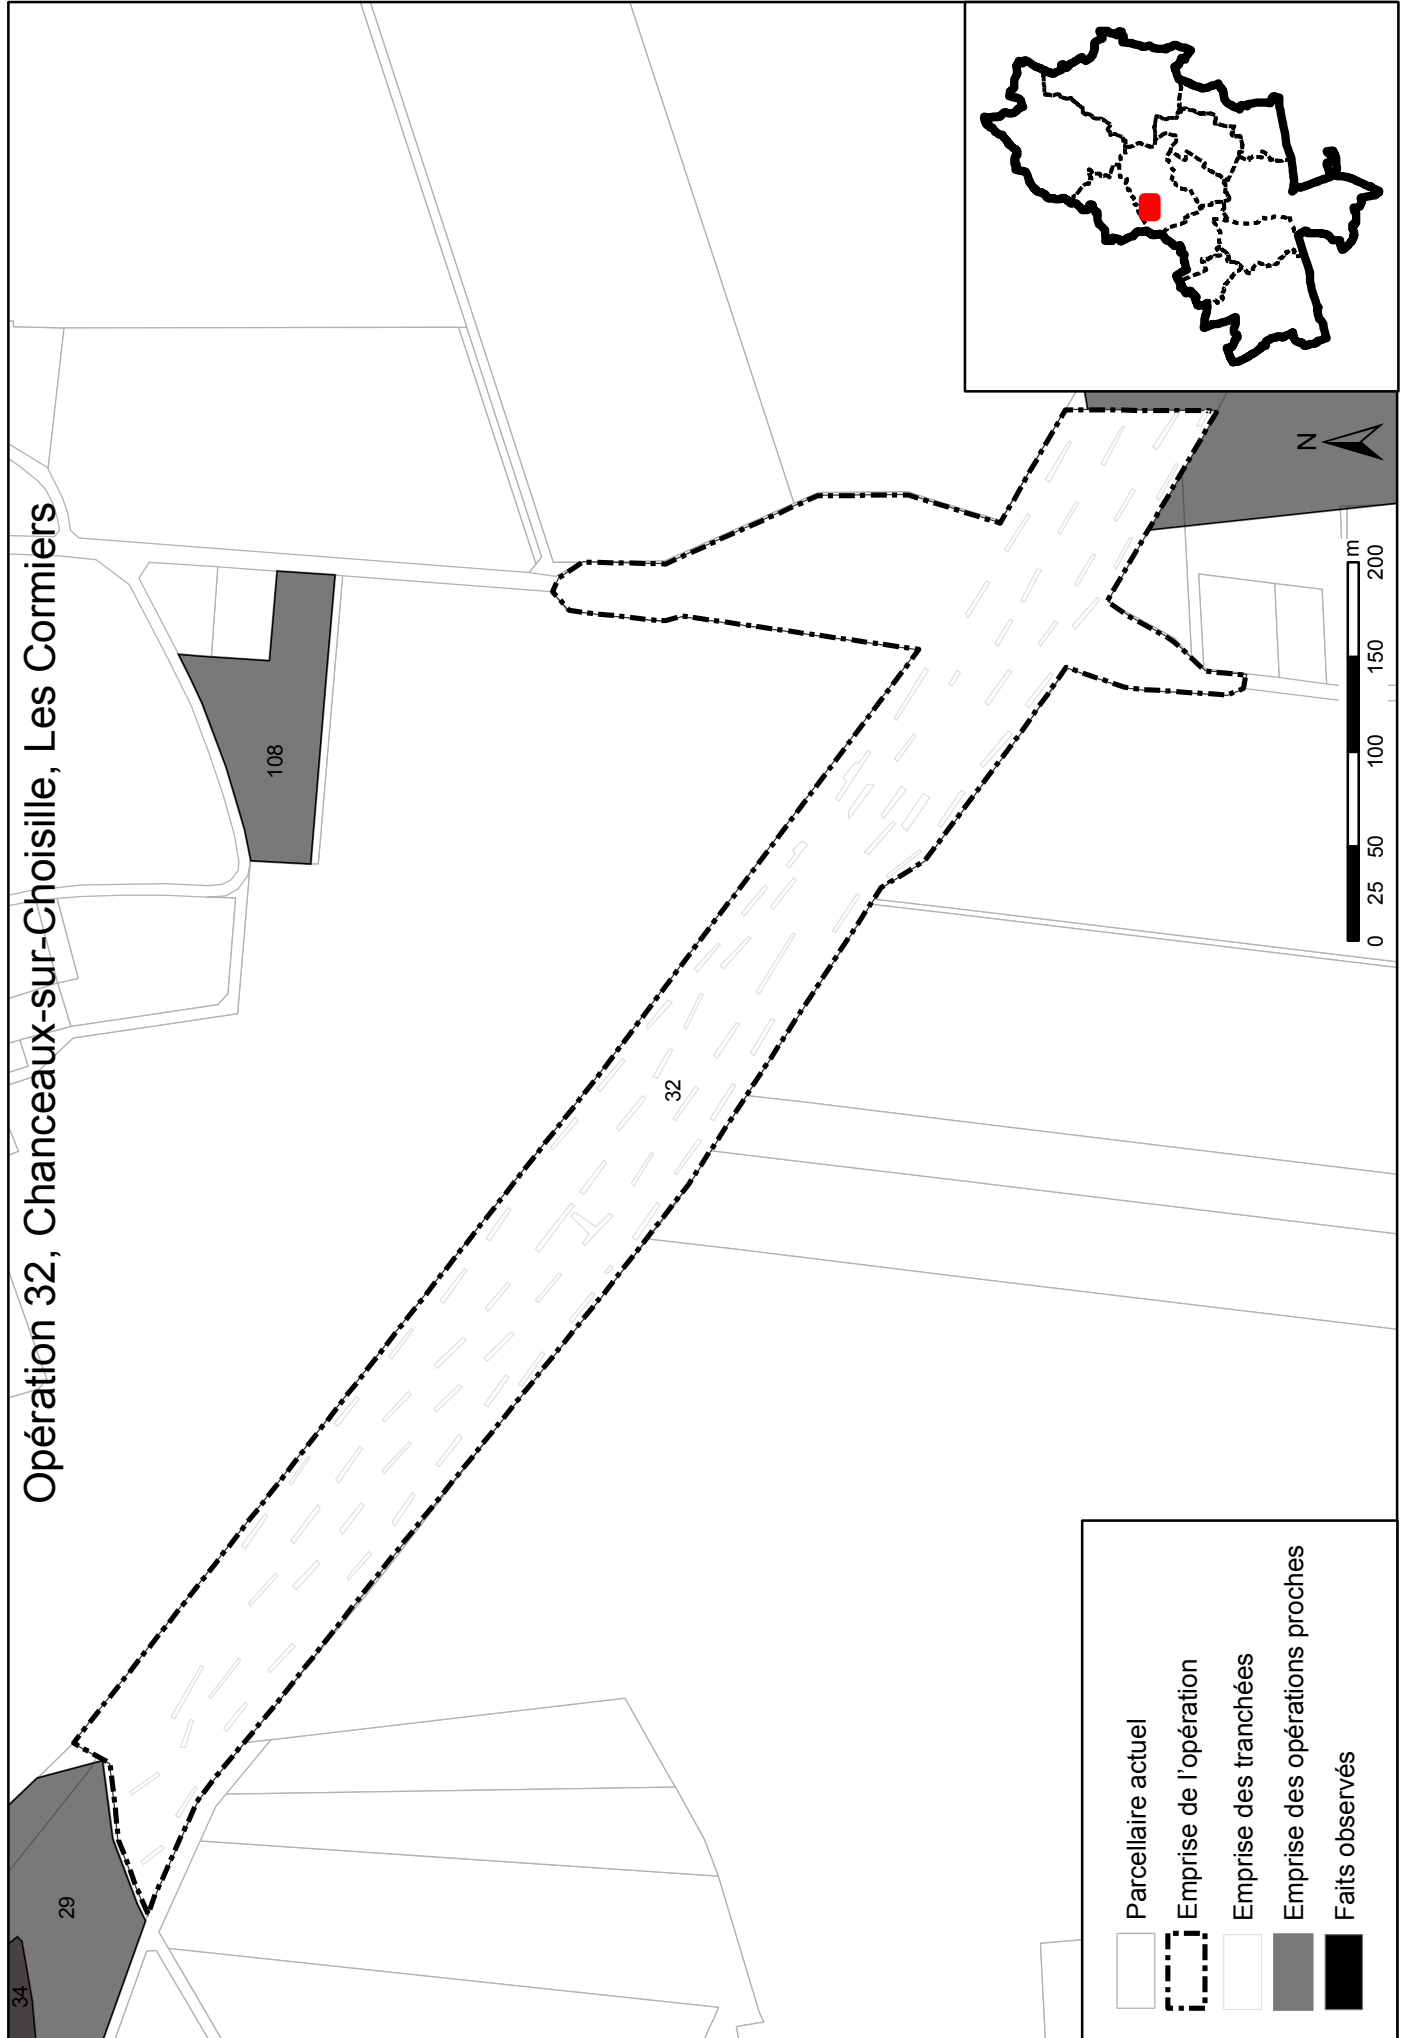 Opération 32, Chanceaux-sur-Choisille, Les Cormiers
34
29
108
32
N
0 25 50 100 150 200 m
Parcellaire actuel
Emprise de l'opération
Emprise des tranchées
Emprise des opérations proches
Faits observés